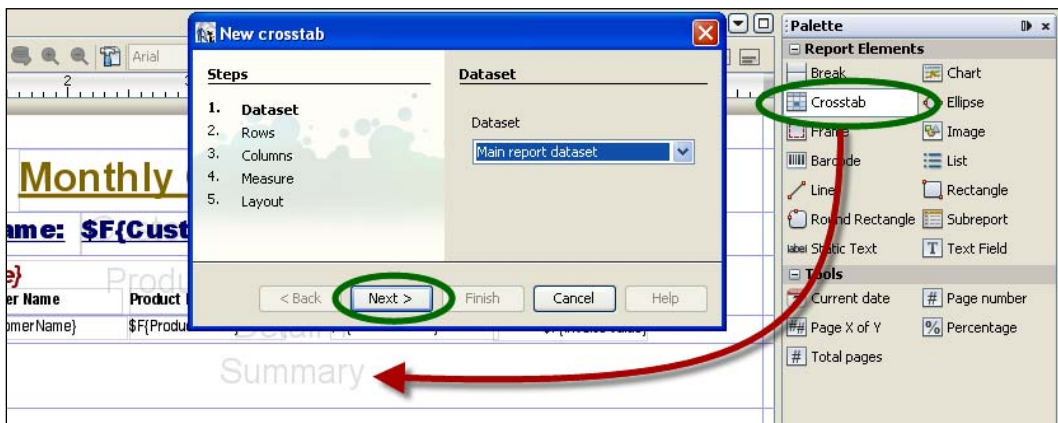 New crosstab
Steps
1. Dataset
2. Rows
3. Columns
4. Measure
5. Layout
Dataset
Dataset
Main report dataset
< Back
Next >
Finish
Cancel
Help
Arial
2
Monthly
ame: $F{Cust
e}
Produ
er Name
Product
omerName}
$F{Produ
Detail
Summary
Palette
Report Elements
Break
Chart
Crosstab
Ellipse
Frame
Image
Barcode
List
Line
Rectangle
Round Rectangle
Subreport
label Static Text
T Text Field
Tools
Current date
# Page number
## Page X of Y
% Percentage
# Total pages